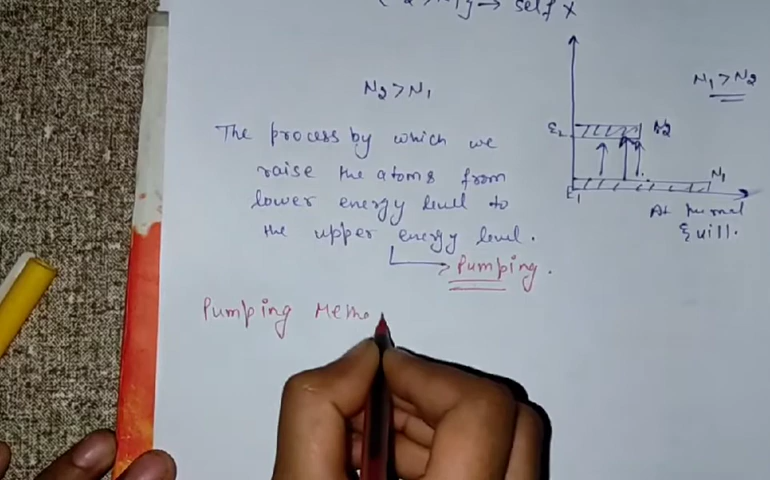 → self x
N₂ > N₁
The process by which we
raise the atoms from
lower energy level to
the upper energy level.
→ Pumping.
Pumping Metho
N₁ > N₂
E₂ N2
E₁ N₁
At thermal
Equill.